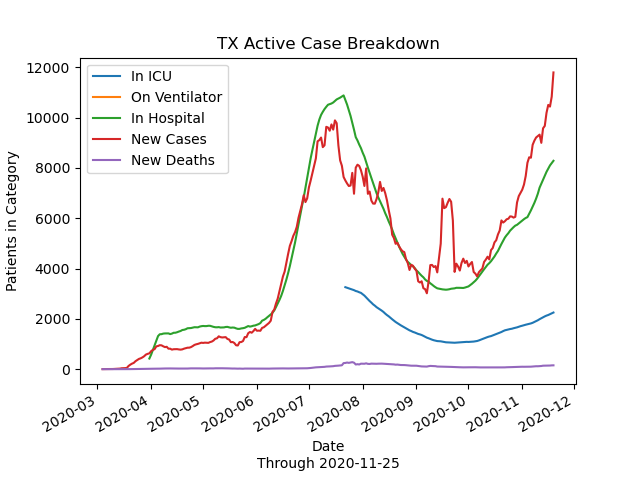 TX Active Case Breakdown
In ICU
On Ventilator
In Hospital
New Cases
New Deaths
Patients in Category
12000
10000
8000
6000
4000
2000
0
2020-03
2020-04
2020-05
2020-06
2020-07
2020-08
2020-09
2020-10
2020-11
2020-12
Date
Through 2020-11-25